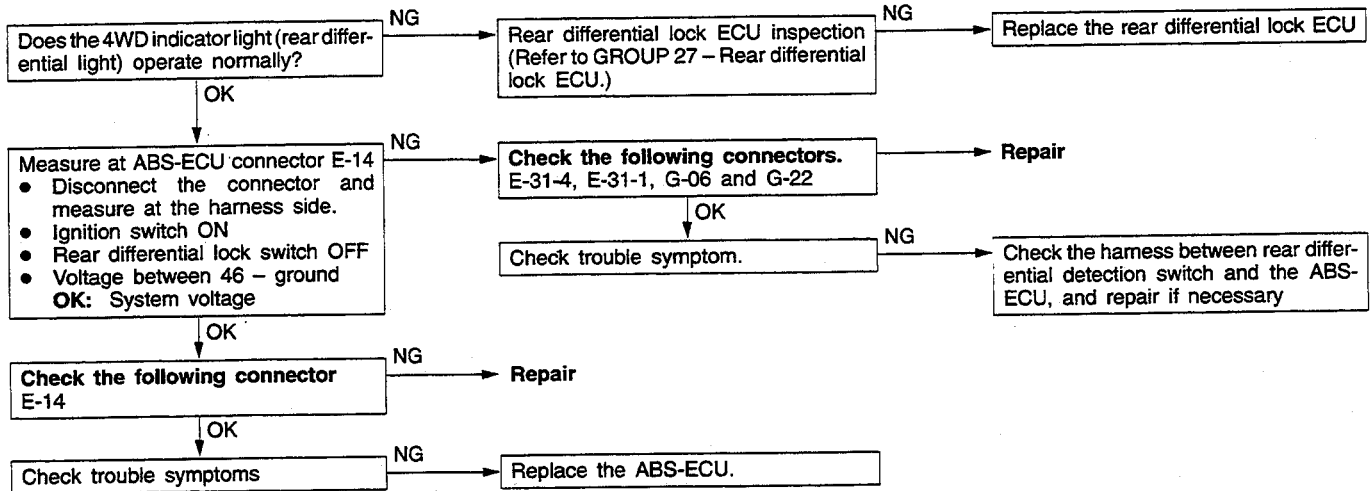 Does the 4WD indicator light (rear differ-
ential light) operate normally?
NG
Rear differential lock ECU inspection
(Refer to GROUP 27 – Rear differential
lock ECU.)
NG
Replace the rear differential lock ECU
OK
Measure at ABS-ECU connector E-14
● Disconnect the connector and
measure at the harness side.
● Ignition switch ON
● Rear differential lock switch OFF
● Voltage between 46 – ground
OK: System voltage
NG
Check the following connectors.
E-31-4, E-31-1, G-06 and G-22
Repair
OK
Check trouble symptom.
NG
Check the harness between rear differ-
ential detection switch and the ABS-
ECU, and repair if necessary
OK
Check the following connector
E-14
NG
Repair
OK
Check trouble symptoms
NG
Replace the ABS-ECU.